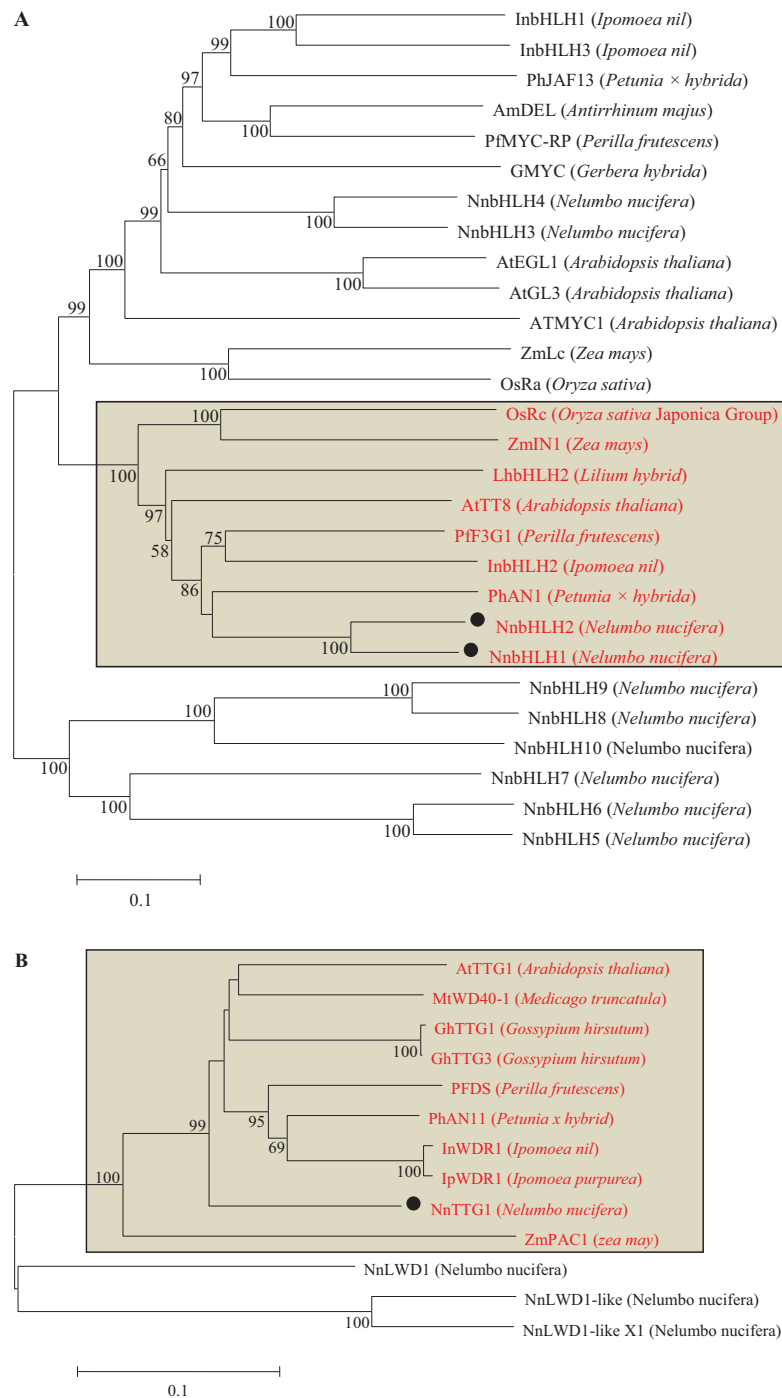 A
InbHLH1 (Ipomoea nil)
100
InbHLH3 (Ipomoea nil)
99
PhJAF13 (Petunia × hybrida)
97
AmDEL (Antirrhinum majus)
80
100
PfMYC-RP (Perilla frutescens)
66
GMYC (Gerbera hybrida)
NnbHLH4 (Nelumbo nucifera)
99
100
NnbHLH3 (Nelumbo nucifera)
100
AtEGL1 (Arabidopsis thaliana)
100
AtGL3 (Arabidopsis thaliana)
99
ATMYC1 (Arabidopsis thaliana)
ZmLc (Zea mays)
100
OsRa (Oryza sativa)
100
OsRc (Oryza sativa Japonica Group)
ZmIN1 (Zea mays)
100
LhbHLH2 (Lilium hybrid)
97
AtTT8 (Arabidopsis thaliana)
58
75
PfF3G1 (Perilla frutescens)
InbHLH2 (Ipomoea nil)
86
PhAN1 (Petunia × hybrida)
NnbHLH2 (Nelumbo nucifera)
100
NnbHLH1 (Nelumbo nucifera)
100
NnbHLH9 (Nelumbo nucifera)
100
NnbHLH8 (Nelumbo nucifera)
NnbHLH10 (Nelumbo nucifera)
100
NnbHLH7 (Nelumbo nucifera)
100
NnbHLH6 (Nelumbo nucifera)
100
NnbHLH5 (Nelumbo nucifera)
0.1
B
AtTTG1 (Arabidopsis thaliana)
MtWD40-1 (Medicago truncatula)
GhTTG1 (Gossypium hirsutum)
100
GhTTG3 (Gossypium hirsutum)
PFDS (Perilla frutescens)
95
PhAN11 (Petunia x hybrid)
99
69
InWDR1 (Ipomoea nil)
100
IpWDR1 (Ipomoea purpurea)
100
NnTTG1 (Nelumbo nucifera)
ZmPAC1 (zea may)
NnLWD1 (Nelumbo nucifera)
NnLWD1-like (Nelumbo nucifera)
100
NnLWD1-like X1 (Nelumbo nucifera)
0.1